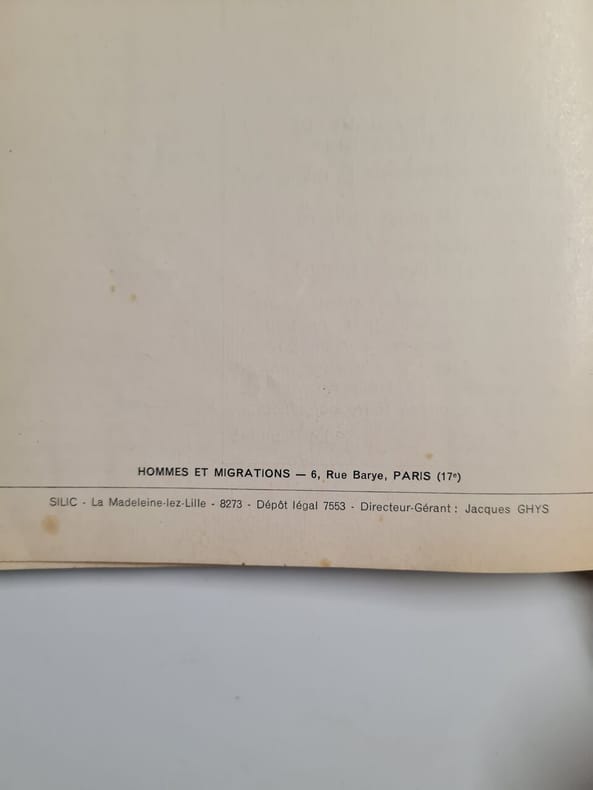 HOMMES ET MIGRATIONS — 6, Rue Barye, PARIS (17ᵉ)
SILIC - La Madeleine-lez-Lille - 8273 - Dépôt légal 7553 - Directeur-Gérant : Jacques GHYS